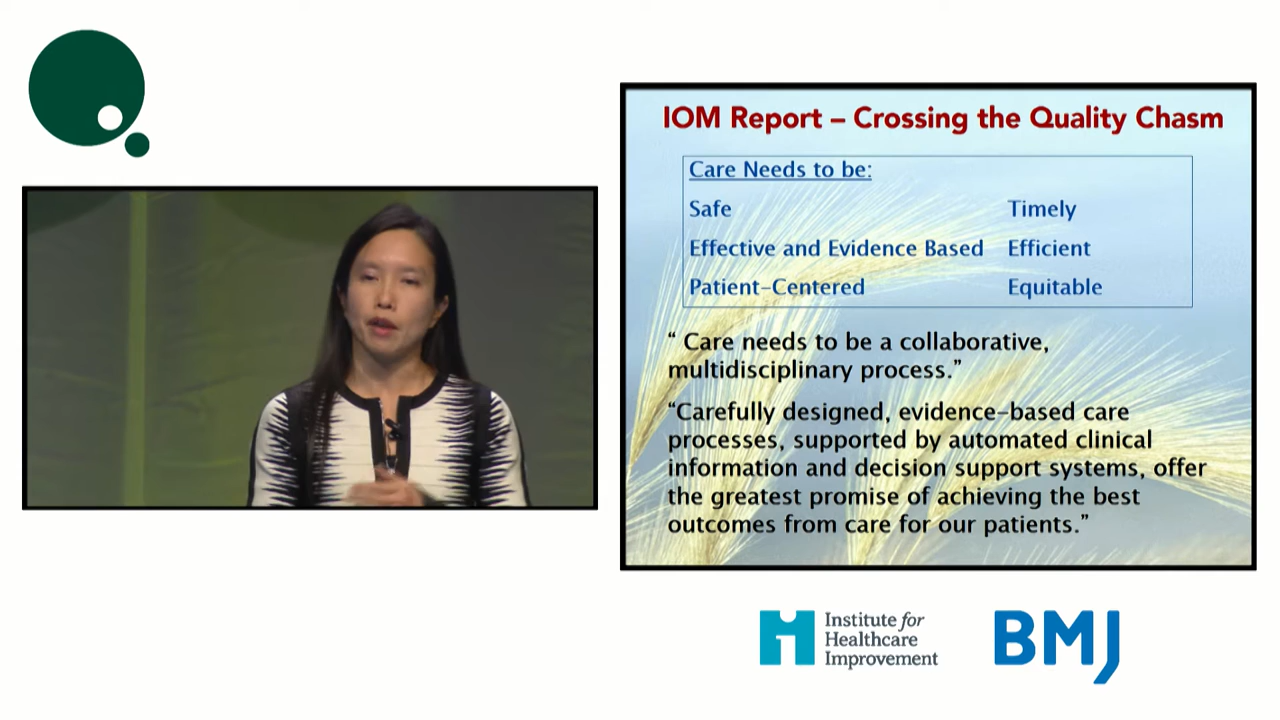 IOM Report – Crossing the Quality Chasm
Care Needs to be:
Safe Timely
Effective and Evidence Based Efficient
Patient-Centered Equitable
“ Care needs to be a collaborative,
multidisciplinary process.”
“Carefully designed, evidence-based care
processes, supported by automated clinical
information and decision support systems, offer
the greatest promise of achieving the best
outcomes from care for our patients.”
Institute for
Healthcare
Improvement
BMJ